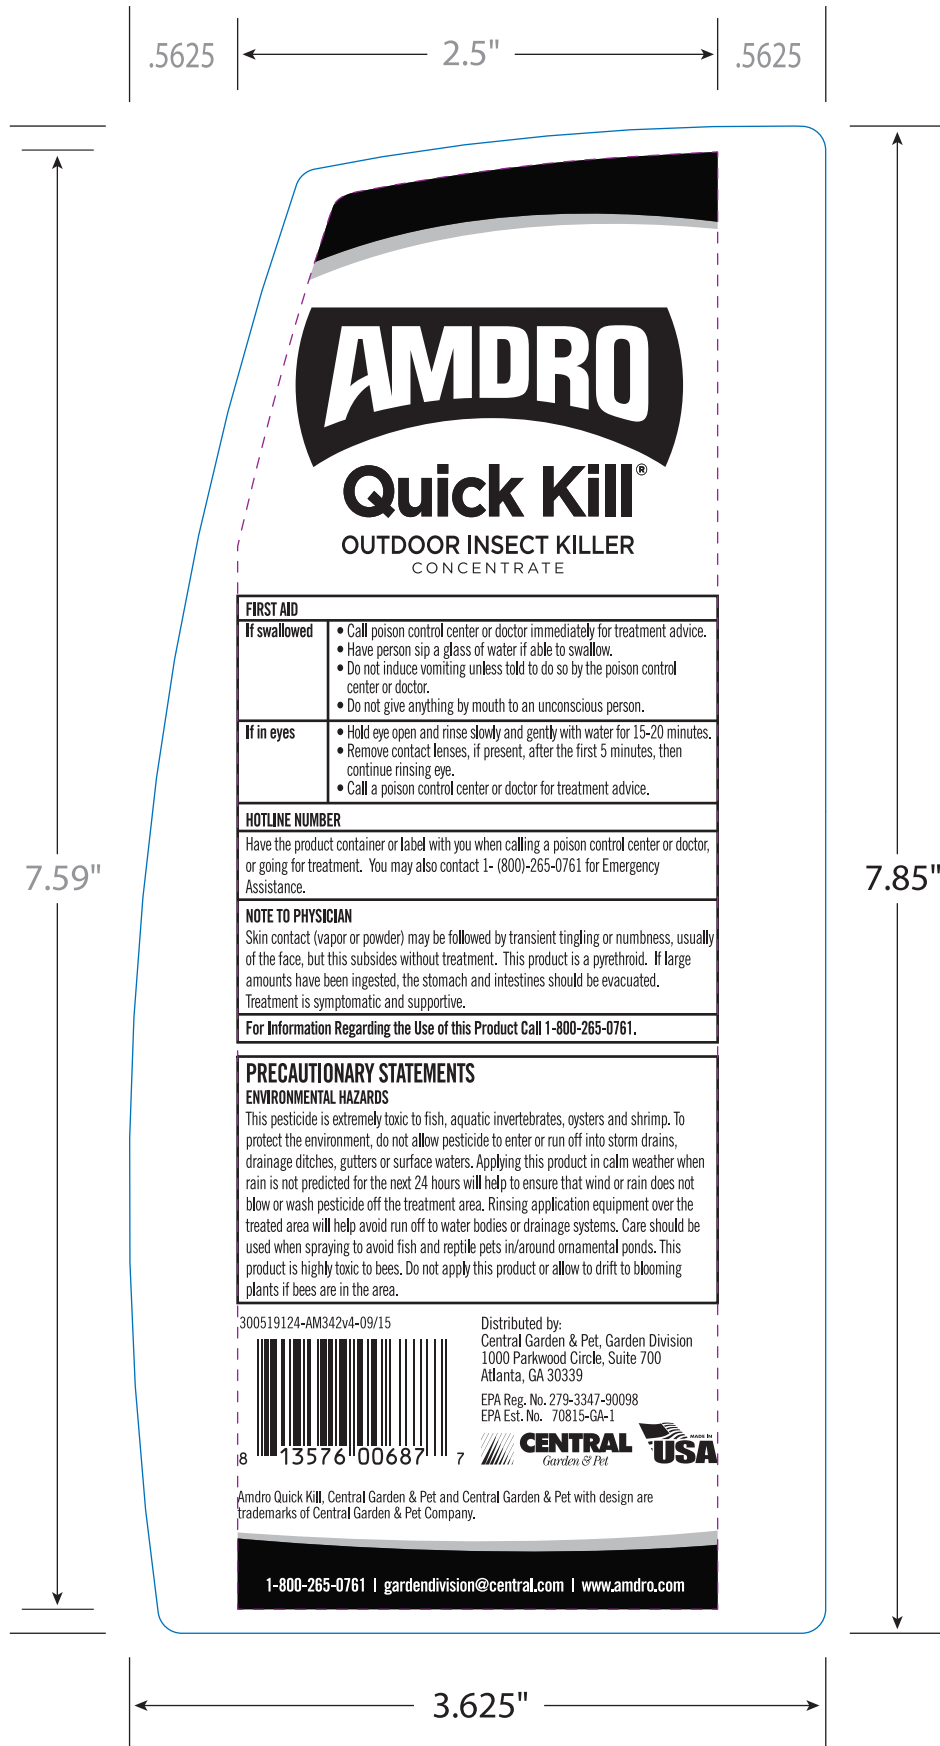 .5625
2.5"
.5625
AMDRO
Quick Kill®
OUTDOOR INSECT KILLER
CONCENTRATE
FIRST AID
If swallowed
• Call poison control center or doctor immediately for treatment advice.
• Have person sip a glass of water if able to swallow.
• Do not induce vomiting unless told to do so by the poison control
center or doctor.
• Do not give anything by mouth to an unconscious person.
If in eyes
• Hold eye open and rinse slowly and gently with water for 15-20 minutes.
• Remove contact lenses, if present, after the first 5 minutes, then
continue rinsing eye.
• Call a poison control center or doctor for treatment advice.
HOTLINE NUMBER
Have the product container or label with you when calling a poison control center or doctor,
or going for treatment. You may also contact 1- (800)-265-0761 for Emergency
Assistance.
NOTE TO PHYSICIAN
Skin contact (vapor or powder) may be followed by transient tingling or numbness, usually
of the face, but this subsides without treatment. This product is a pyrethroid. If large
amounts have been ingested, the stomach and intestines should be evacuated.
Treatment is symptomatic and supportive.
For Information Regarding the Use of this Product Call 1-800-265-0761.
7.59"
7.85"
PRECAUTIONARY STATEMENTS
ENVIRONMENTAL HAZARDS
This pesticide is extremely toxic to fish, aquatic invertebrates, oysters and shrimp. To
protect the environment, do not allow pesticide to enter or run off into storm drains,
drainage ditches, gutters or surface waters. Applying this product in calm weather when
rain is not predicted for the next 24 hours will help to ensure that wind or rain does not
blow or wash pesticide off the treatment area. Rinsing application equipment over the
treated area will help avoid run off to water bodies or drainage systems. Care should be
used when spraying to avoid fish and reptile pets in/around ornamental ponds. This
product is highly toxic to bees. Do not apply this product or allow to drift to blooming
plants if bees are in the area.
300519124-AM342v4-09/15
8 13576 00687 7
Distributed by:
Central Garden & Pet, Garden Division
1000 Parkwood Circle, Suite 700
Atlanta, GA 30339
EPA Reg. No. 279-3347-90098
EPA Est. No. 70815-GA-1
CENTRAL
Garden & Pet
MADE IN
USA
Amdro Quick Kill, Central Garden & Pet and Central Garden & Pet with design are
trademarks of Central Garden & Pet Company.
1-800-265-0761 | gardendivision@central.com | www.amdro.com
3.625"